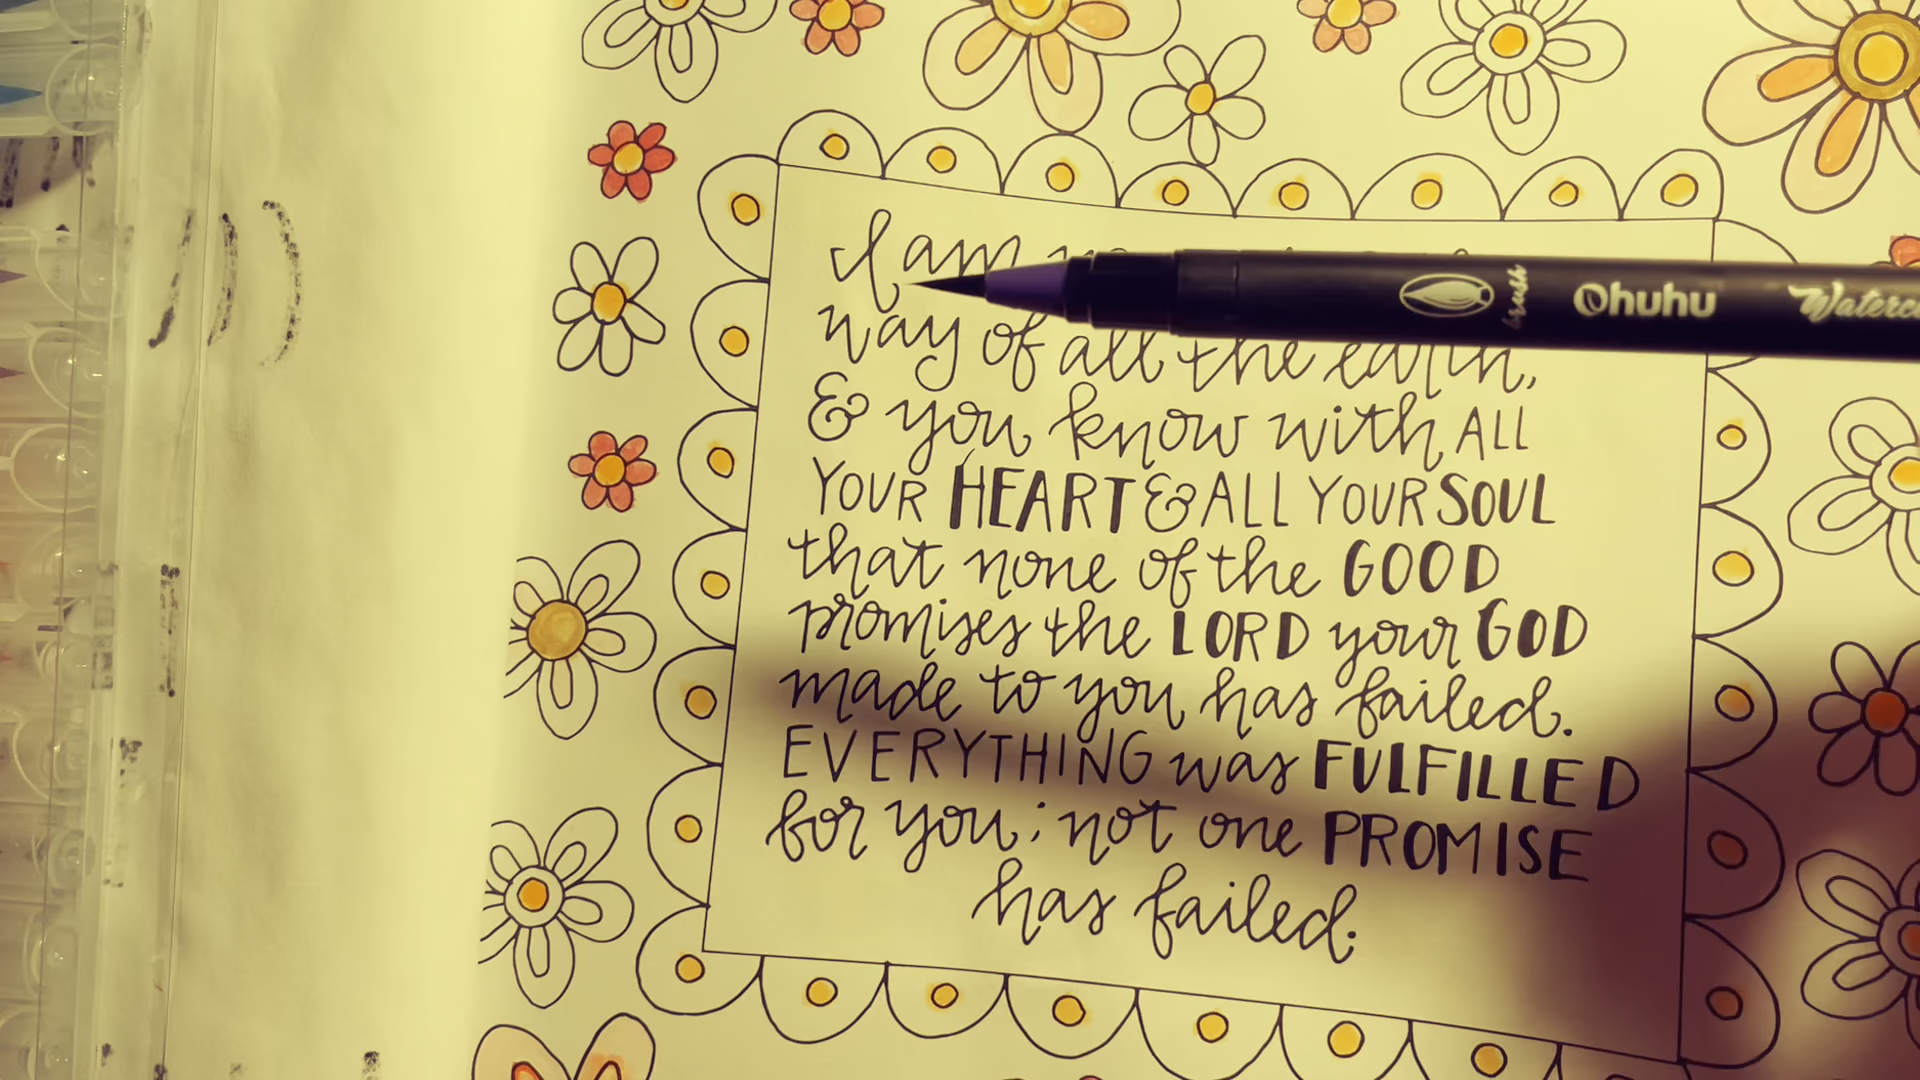 I am
way of all the earth,
& you know with ALL
YOUR HEART & ALL YOUR SOUL
that none of the GOOD
promises the LORD your GOD
made to you has failed.
EVERYTHING was FULFILLED
for you; not one PROMISE
has failed.
brush Ohuhu